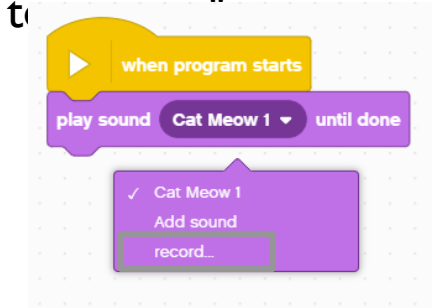 when program starts
play sound Cat Meow 1 until done
✓ Cat Meow 1
Add sound
record...